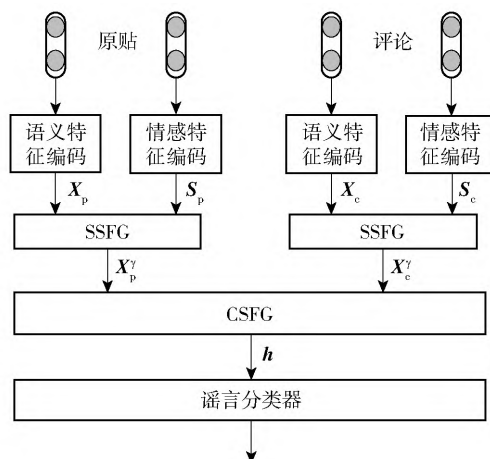 原贴 评论
语义特征编码 情感特征编码 语义特征编码 情感特征编码
X_p S_p X_c S_c
SSFG SSFG
X_p^γ X_c^γ
CSFG
h
谣言分类器